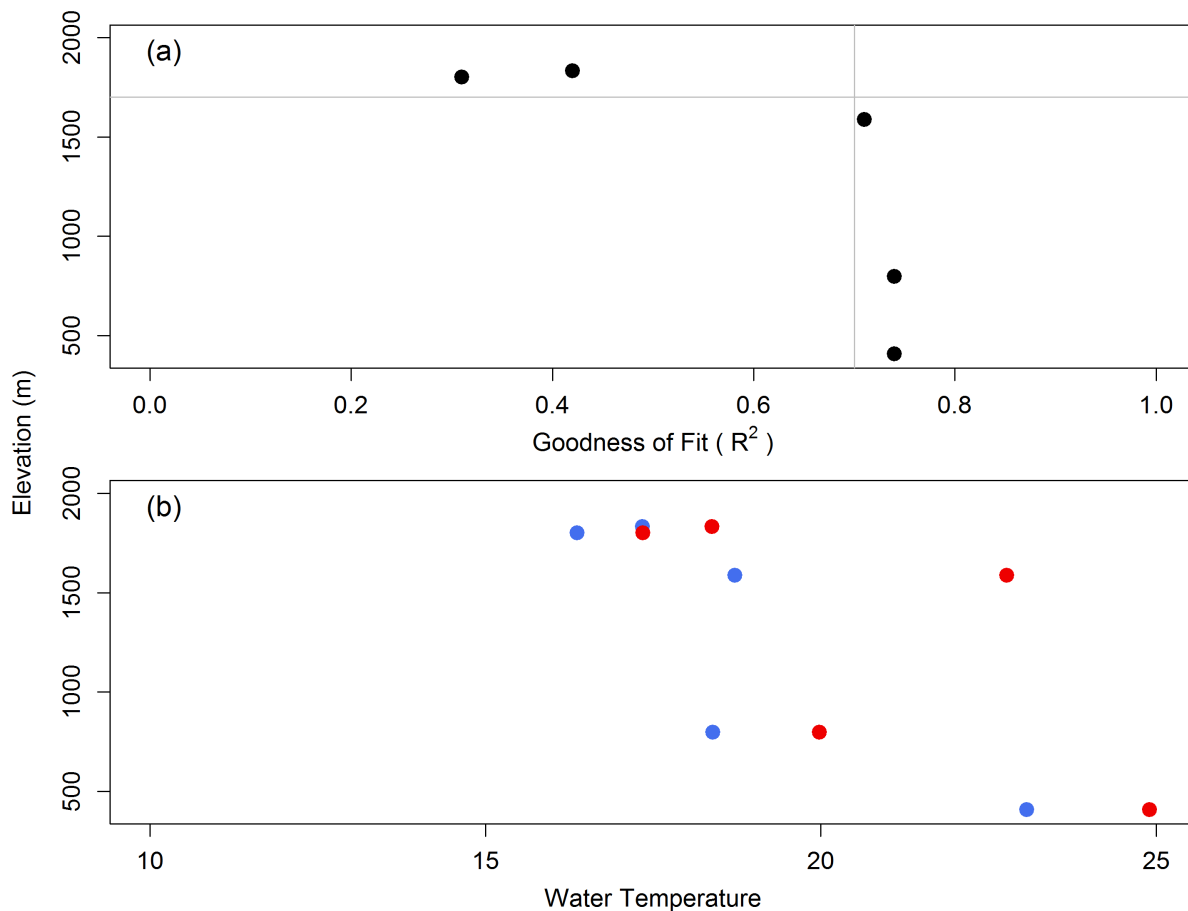 (a)
2000
1500
1000
500
0.0 0.2 0.4 0.6 0.8 1.0
Goodness of Fit ( R² )
Elevation (m)
(b)
2000
1500
1000
500
10 15 20 25
Water Temperature